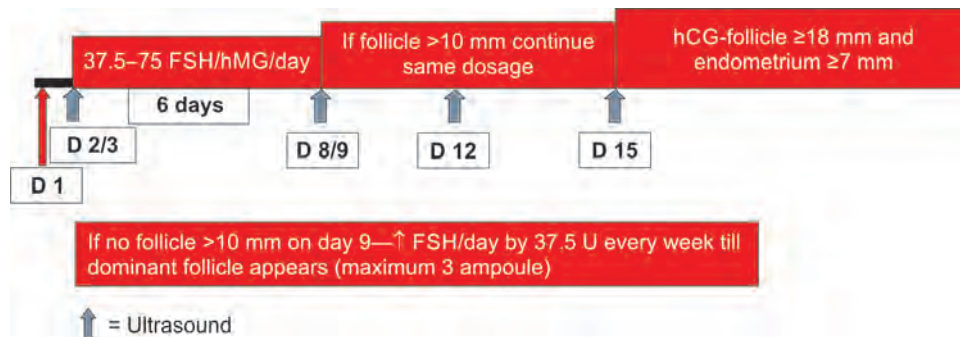 37.5–75 FSH/hMG/day
If follicle >10 mm continue
same dosage
hCG-follicle ≥18 mm and
endometrium ≥7 mm
6 days
D 2/3
D 8/9
D 12
D 15
D 1
If no follicle >10 mm on day 9—↑ FSH/day by 37.5 U every week till
dominant follicle appears (maximum 3 ampoule)
= Ultrasound